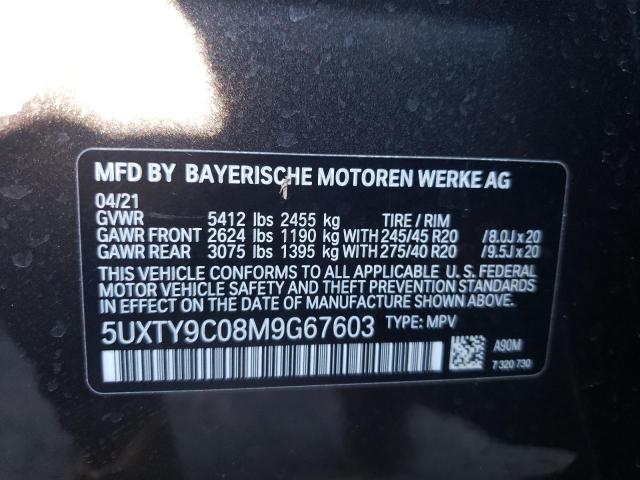 MFD BY BAYERISCHE MOTOREN WERKE AG
04/21
GVWR 5412 lbs 2455 kg TIRE / RIM
GAWR FRONT 2624 lbs 1190 kg WITH 245/45 R20 /8.0J x 20
GAWR REAR 3075 lbs 1395 kg WITH 275/40 R20 /9.5J x 20
THIS VEHICLE CONFORMS TO ALL APPLICABLE U. S. FEDERAL
MOTOR VEHICLE SAFETY, BUMPER AND THEFT PREVENTION STANDARDS
IN EFFECT ON THE DATE OF MANUFACTURE SHOWN ABOVE.
5UXTY9C08M9G67603 TYPE: MPV
A90M
7 320 730